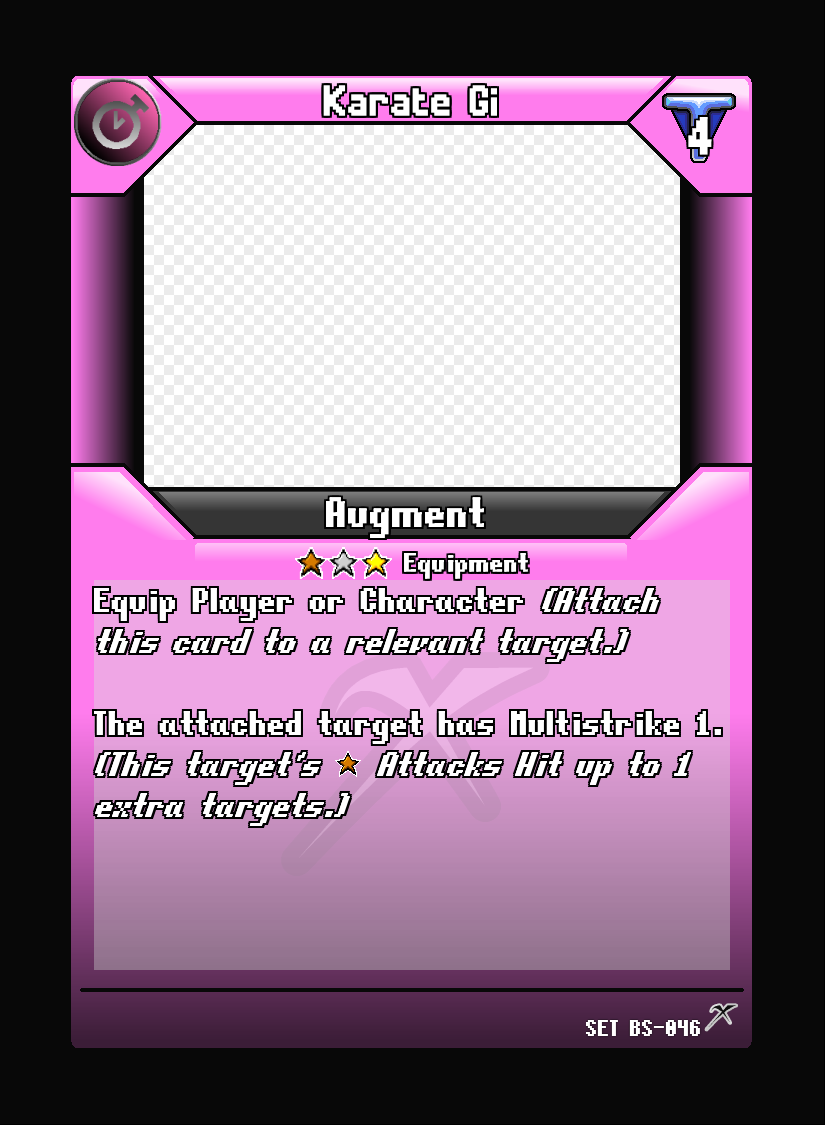 Karate Gi
4
Augment
Equipment
Equip Player or Character (Attach
this card to a relevant target.)
The attached target has Multistrike 1.
(This target's Attacks Hit up to 1
extra targets.)
SET BS-046